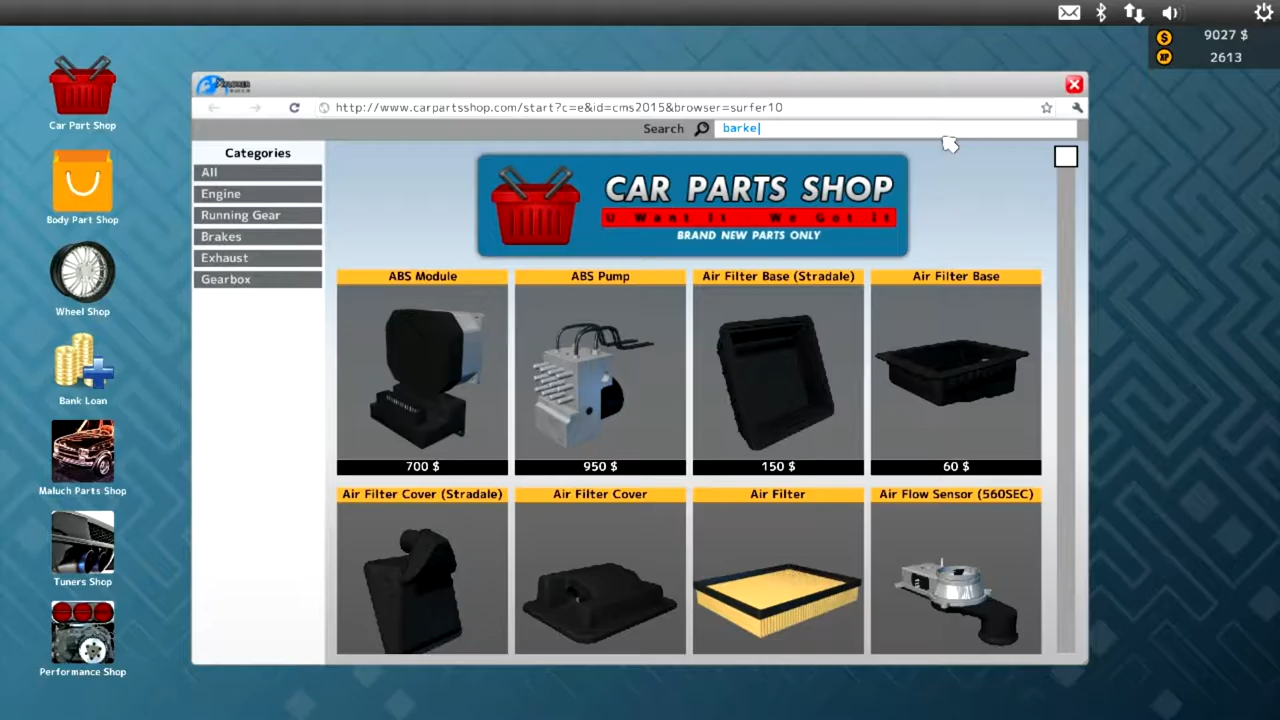 9027 $
2613
http://www.carpartsshop.com/start?c=e&id=cms2015&browser=surfer10
Search
barke
Categories
All
Engine
Running Gear
Brakes
Exhaust
Gearbox
CAR PARTS SHOP
U Want It We Got It
BRAND NEW PARTS ONLY
ABS Module
ABS Pump
Air Filter Base (Stradale)
Air Filter Base
700 $
950 $
150 $
60 $
Air Filter Cover (Stradale)
Air Filter Cover
Air Filter
Air Flow Sensor (560SEC)
Car Part Shop
Body Part Shop
Wheel Shop
Bank Loan
Maluch Parts Shop
Tuners Shop
Performance Shop
$
XP